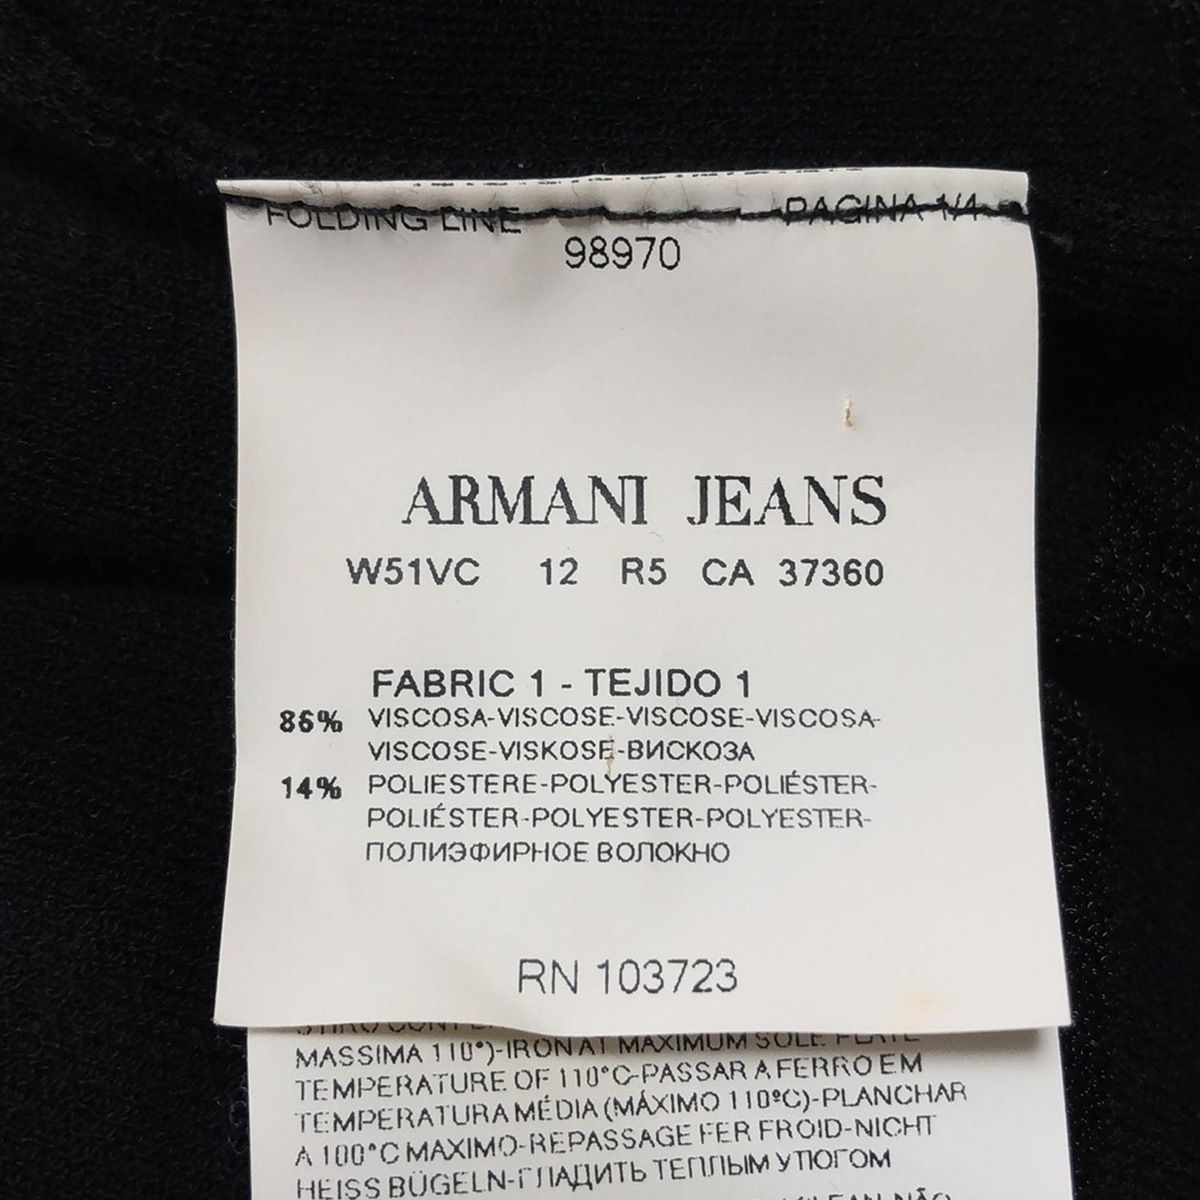 FOLDING LINE PAGINA 1/4
98970
ARMANI JEANS
W51VC 12 R5 CA 37360
FABRIC 1 - TEJIDO 1
86% VISCOSA-VISCOSE-VISCOSE-VISCOSA-
VISCOSE-VISKOSE-ВИСКОЗА
14% POLIESTERE-POLYESTER-POLIÉSTER-
POLIÉSTER-POLYESTER-POLYESTER-
ПОЛИЭФИРНОЕ ВОЛОКНО
RN 103723
STIRO CON
MASSIMA 110°)-IRON AT MAXIMUM SOLE PLATE
TEMPERATURE OF 110°C-PASSAR A FERRO EM
TEMPERATURA MÉDIA (MÁXIMO 110ºC)-PLANCHAR
A 100°C MAXIMO-REPASSAGE FER FROID-NICHT
HEISS BÜGELN-ГЛАДИТЬ ТЕПЛЫМ УТЮГОМ